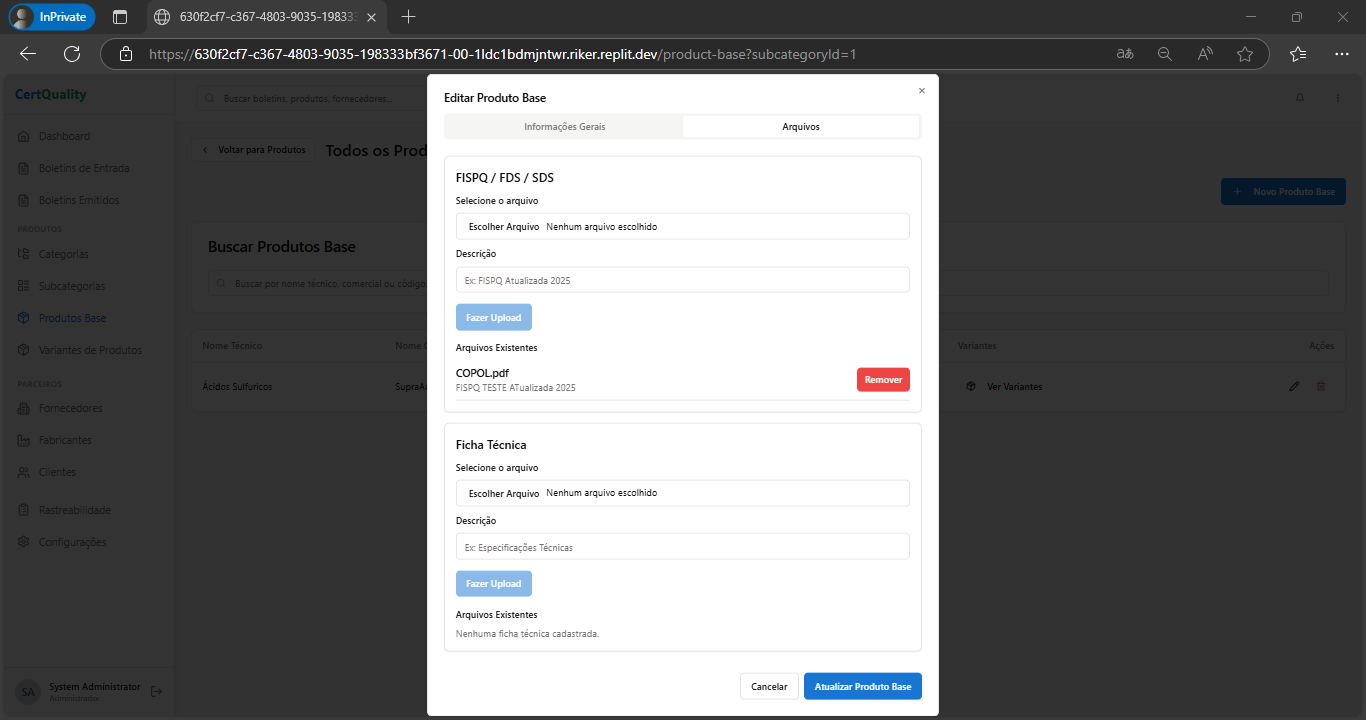 InPrivate
630f2cf7-c367-4803-9035-19833
https://630f2cf7-c367-4803-9035-198333bf3671-00-1ldc1bdmjntwr.riker.replit.dev/product-base?subcategoryId=1
CertQuality
Buscar boletins, produtos, fornecedores...
Dashboard
Boletins de Entrada
Boletins Emitidos
PRODUTOS
Categorias
Subcategorias
Produtos Base
Variantes de Produtos
PARCEIROS
Fornecedores
Fabricantes
Clientes
Rastreabilidade
Configurações
SA
System Administrator
Administrador
Voltar para Produtos
Todos os Prod
Novo Produto Base
Buscar Produtos Base
Buscar por nome técnico, comercial ou código
Nome Técnico
Nome C
Variantes
Ações
Ácidos Sulfuricos
Ver Variantes
Editar Produto Base
Informações Gerais
Arquivos
FISPQ / FDS / SDS
Selecione o arquivo
Escolher Arquivo Nenhum arquivo escolhido
Descrição
Ex: FISPQ Atualizada 2025
Fazer Upload
Arquivos Existentes
COPOL.pdf
FISPQ TESTE ATualizada 2025
Remover
Ficha Técnica
Selecione o arquivo
Escolher Arquivo Nenhum arquivo escolhido
Descrição
Ex: Especificações Técnicas
Fazer Upload
Arquivos Existentes
Nenhuma ficha técnica cadastrada.
Cancelar
Atualizar Produto Base